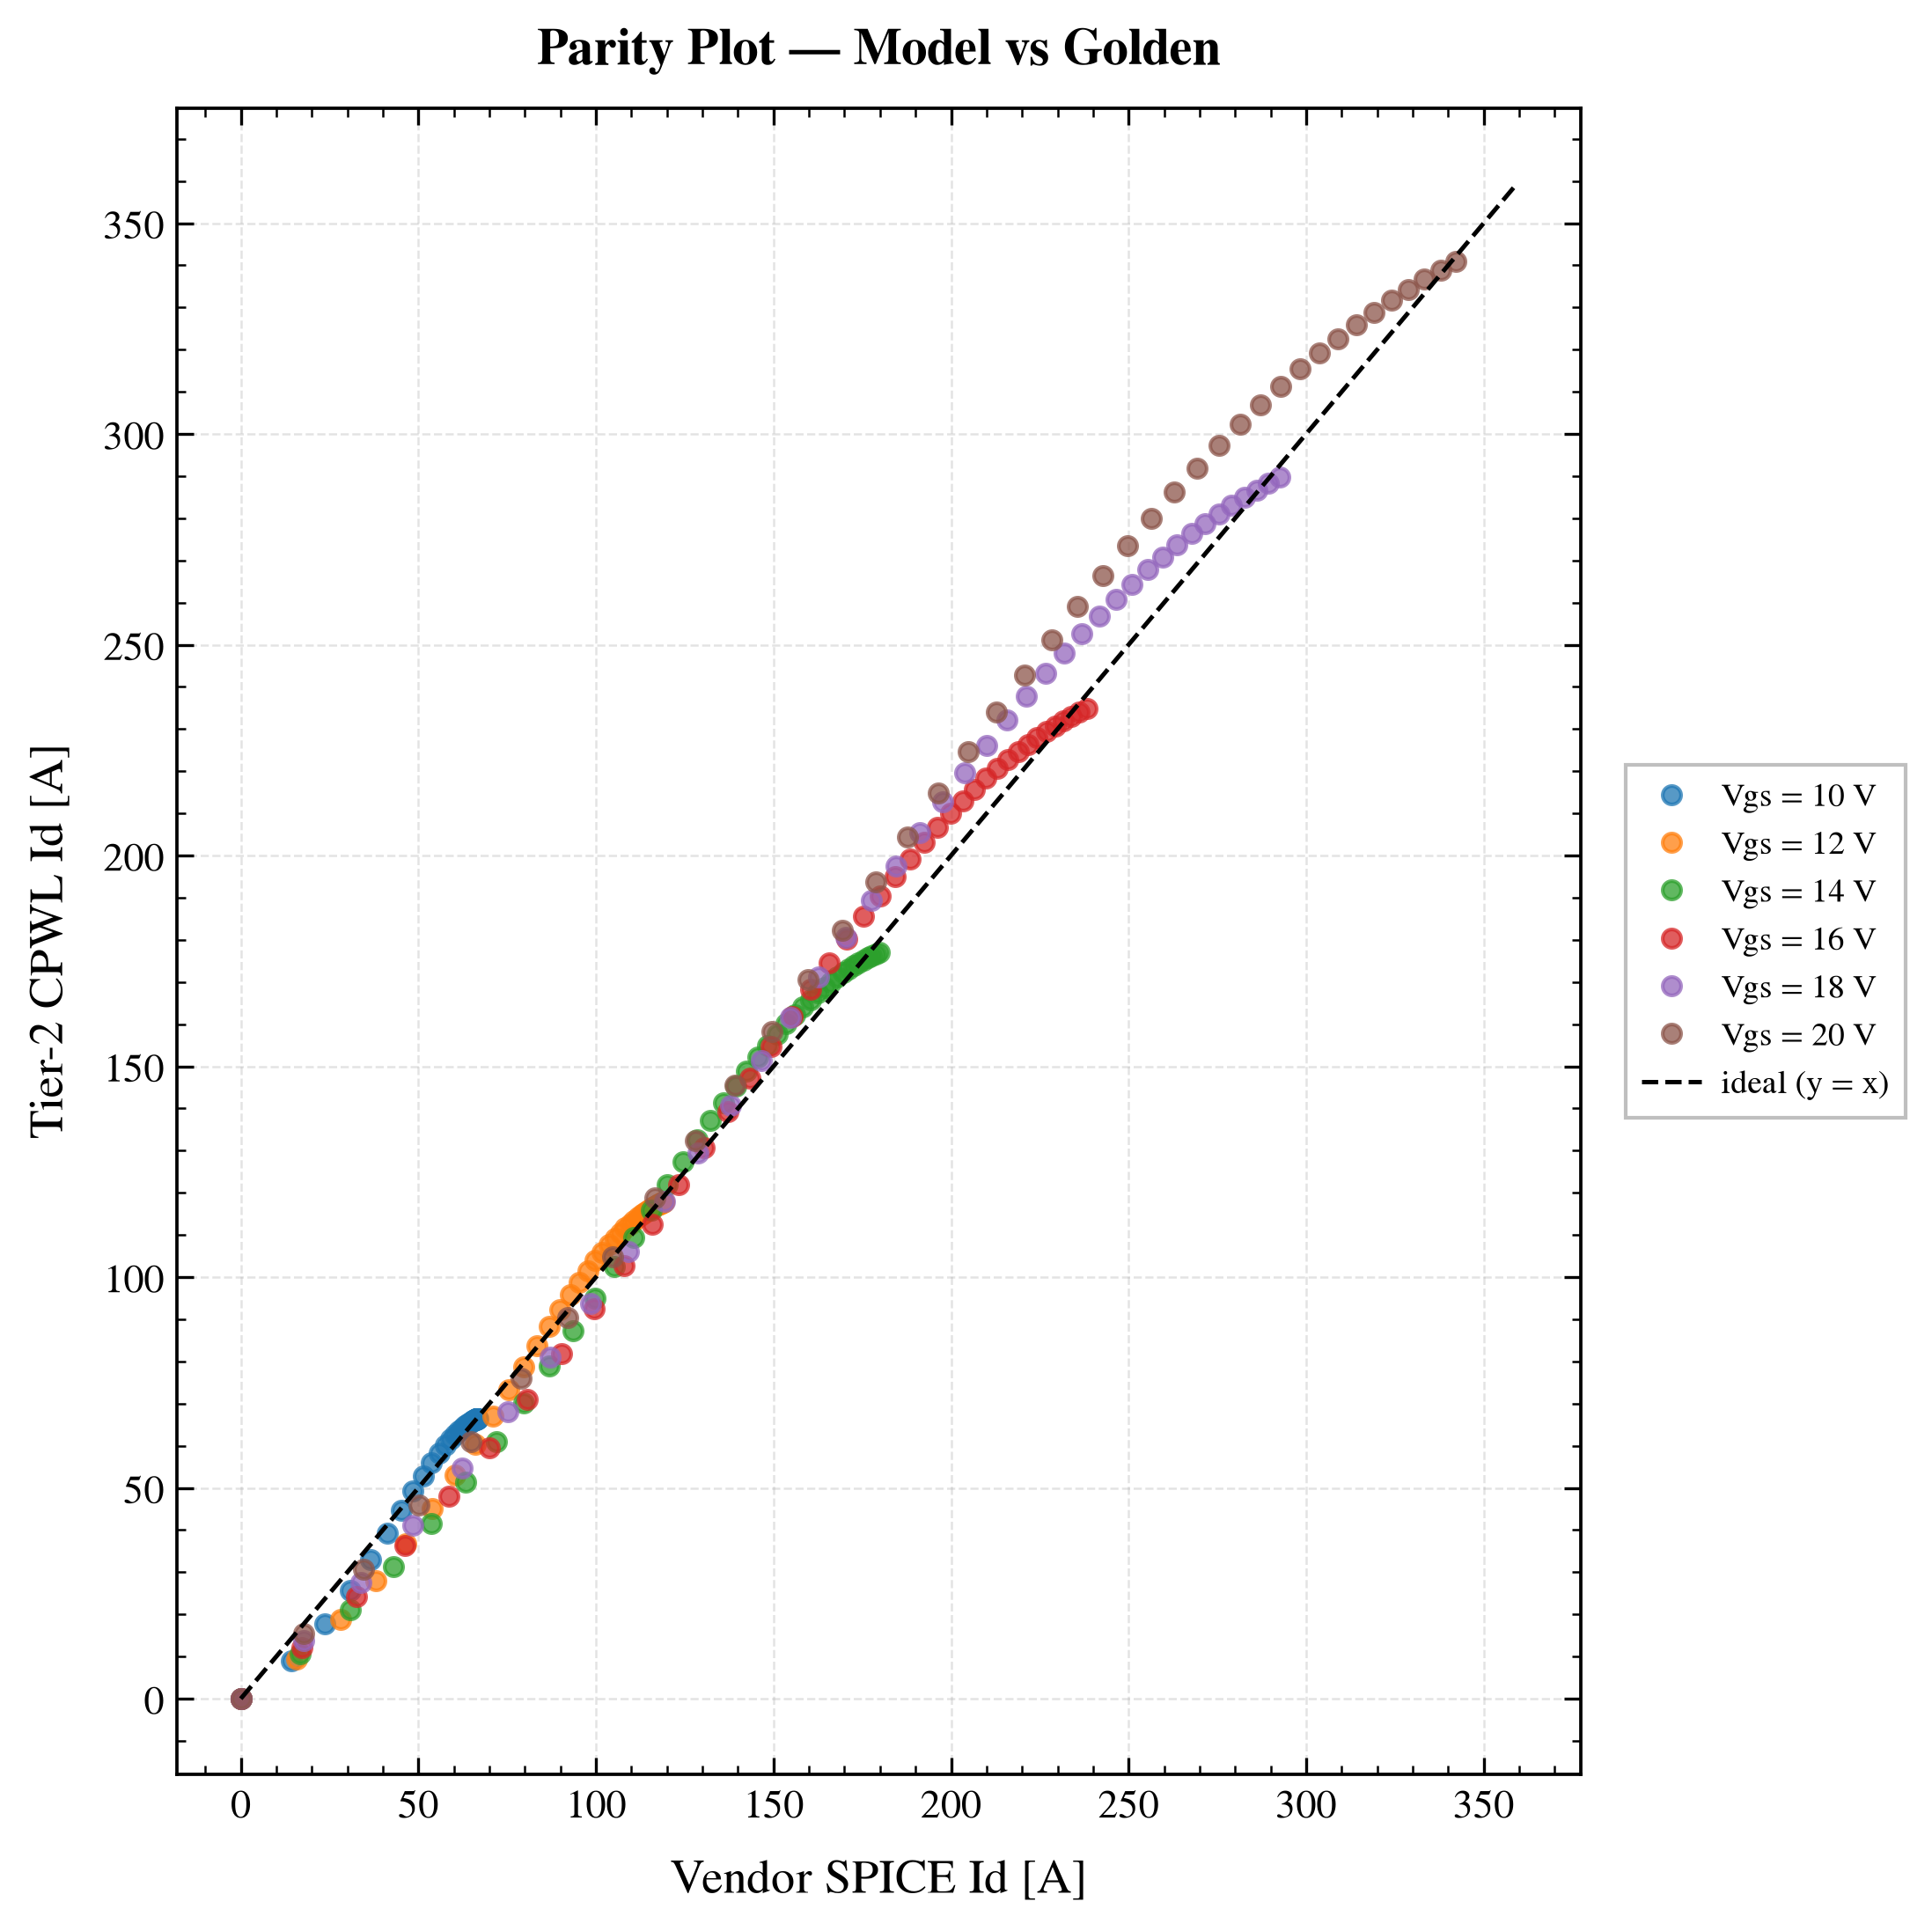 Parity Plot — Model vs Golden
Tier-2 CPWL Id [A]
350
300
250
200
150
100
50
0
0 50 100 150 200 250 300 350
Vendor SPICE Id [A]
Vgs = 10 V
Vgs = 12 V
Vgs = 14 V
Vgs = 16 V
Vgs = 18 V
Vgs = 20 V
ideal (y = x)